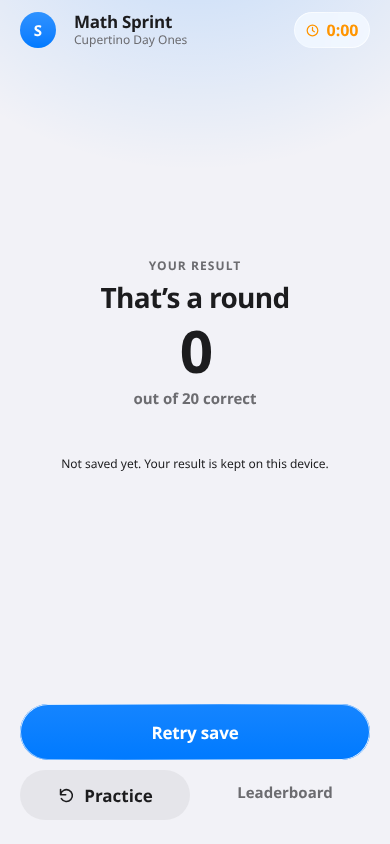 S
Math Sprint
Cupertino Day Ones
0:00
YOUR RESULT
That’s a round
0
out of 20 correct
Not saved yet. Your result is kept on this device.
Retry save
Practice
Leaderboard